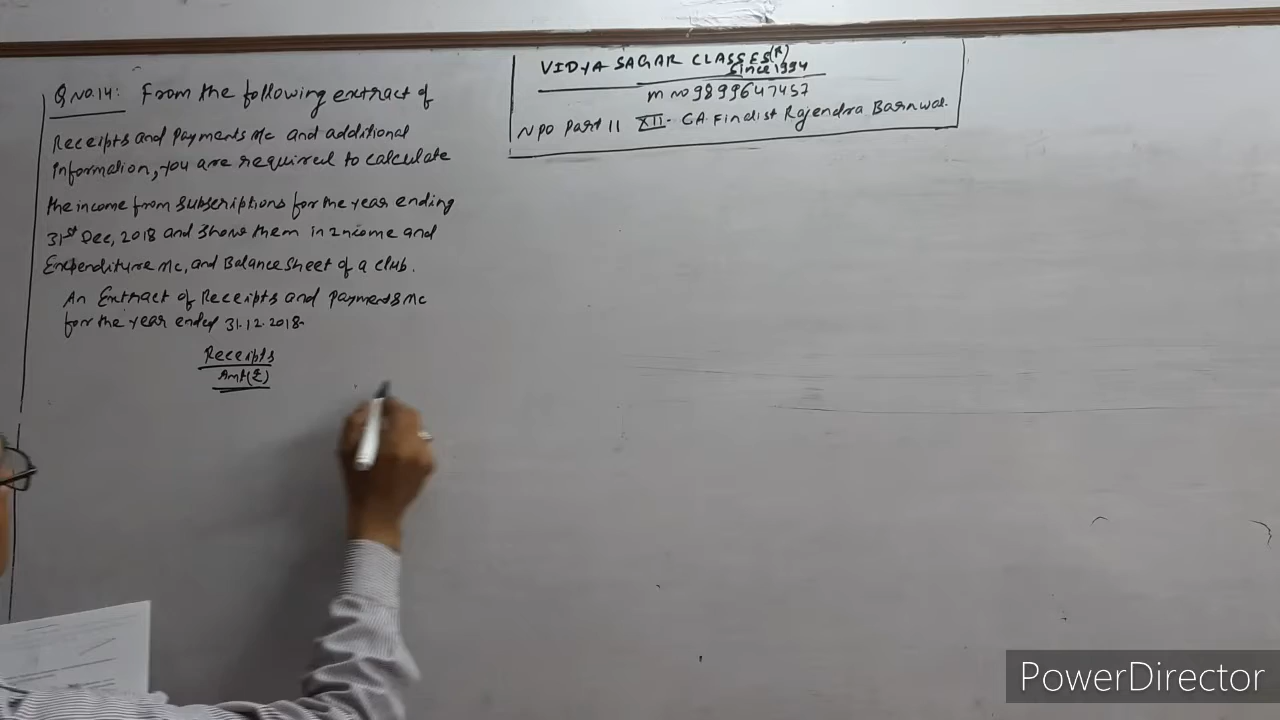 Q No.14: From the following extract of
Receipts and Payments A/c and additional
information, you are required to calculate
the income from subscriptions for the year ending
31st Dec, 2018 and show them in Income and
Expenditure A/c, and Balance sheet of a club.
An Extract of Receipts and Payments A/c
for the year ended 31.12.2018.
Receipts
Amt(₹)
VIDYA SAGAR CLASSES(R)
Since 1994
m no 9899647457
NPO Part 11 XII - CA. Finalist Rajendra Barnwal.
PowerDirector